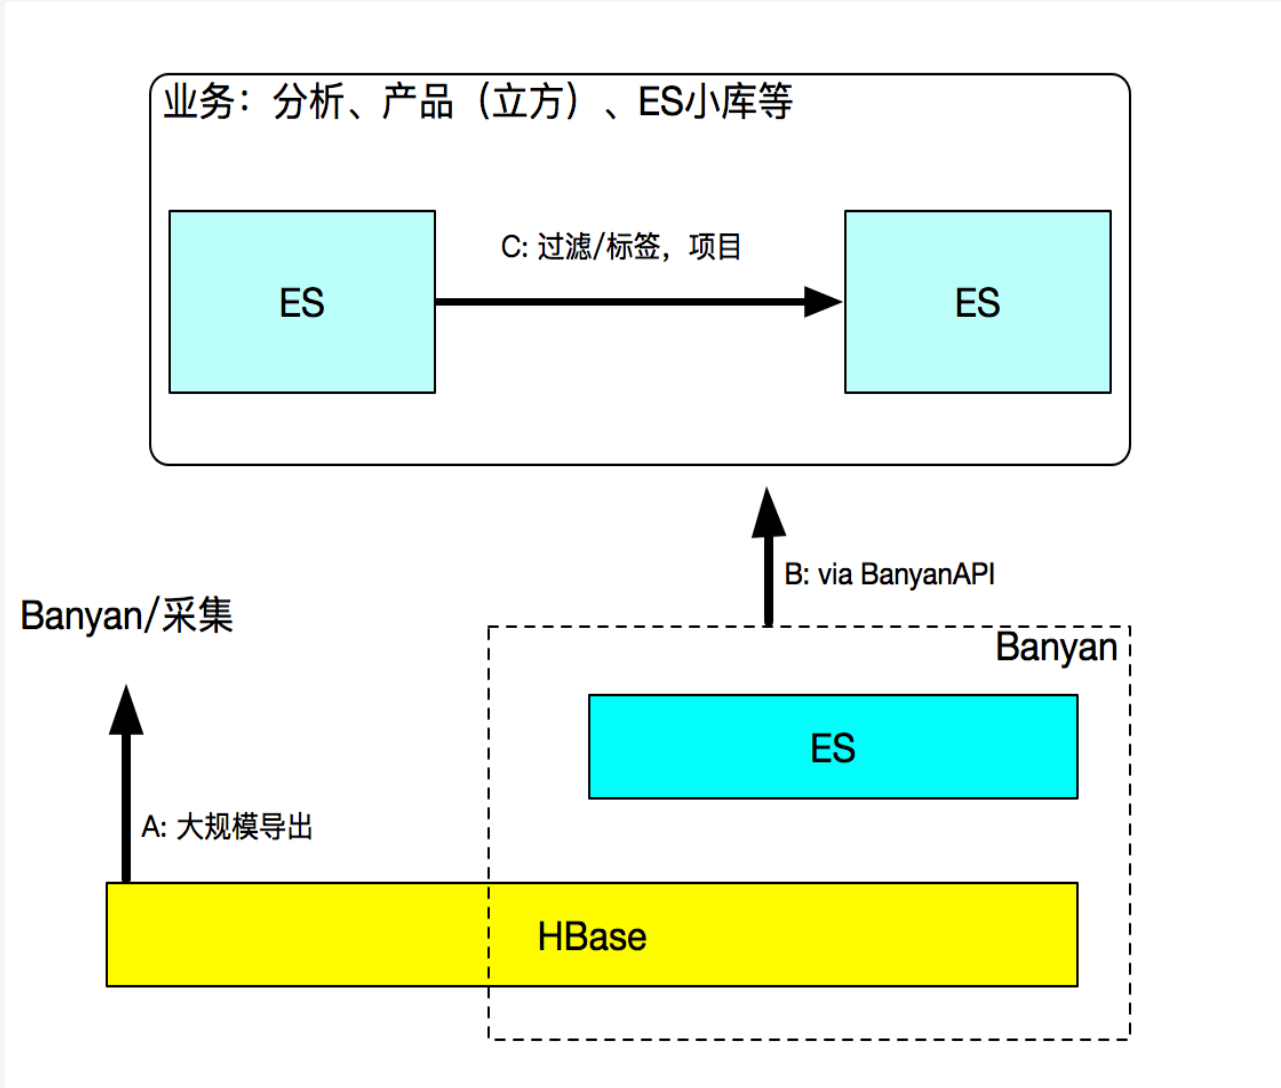 业务：分析、产品（立方）、ES小库等
C: 过滤/标签，项目
ES
ES
B: via BanyanAPI
Banyan/采集
Banyan
ES
A: 大规模导出
HBase